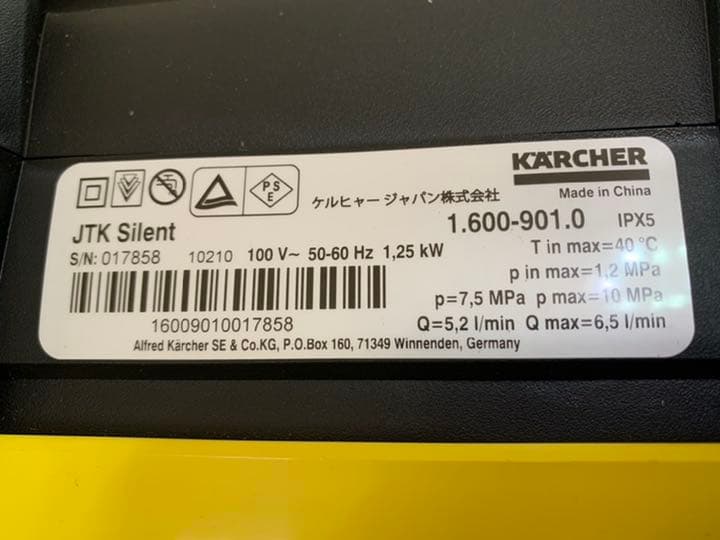 KÄRCHER
Made in China
PSE
ケルヒャー ジャパン株式会社
1.600-901.0 IPX5
JTK Silent
T in max=40 °C
S/N: 017858 10210 100 V~ 50-60 Hz 1,25 kW
p in max=1,2 MPa
p=7,5 MPa p max=10 MPa
16009010017858
Q=5,2 l/min Q max=6,5 l/min
Alfred Kärcher SE & Co.KG, P.O.Box 160, 71349 Winnenden, Germany